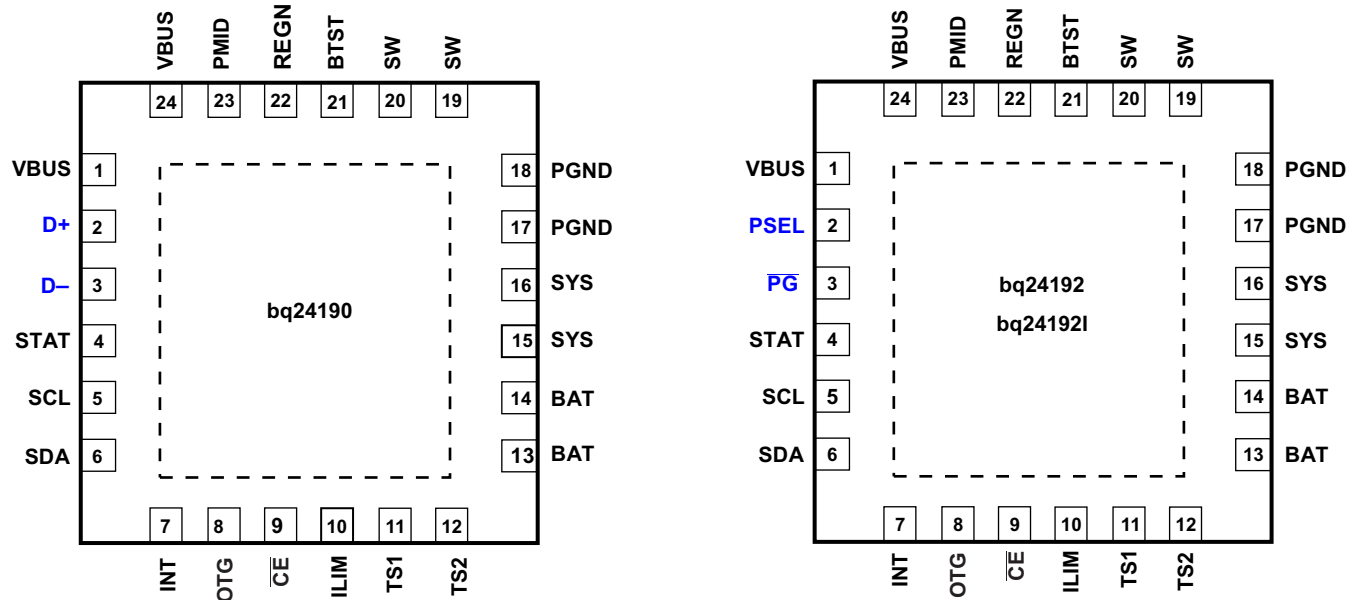 VBUS PMID REGN BTST SW SW
24 23 22 21 20 19
VBUS 1 18 PGND
D+ 2 17 PGND
D– 3 16 SYS
bq24190
STAT 4 15 SYS
SCL 5 14 BAT
SDA 6 13 BAT
7 8 9 10 11 12
INT OTG C̅E̅ ILIM TS1 TS2
VBUS PMID REGN BTST SW SW
24 23 22 21 20 19
VBUS 1 18 PGND
PSEL 2 17 PGND
P̅G̅ 3 bq24192 16 SYS
bq24192I
STAT 4 15 SYS
SCL 5 14 BAT
SDA 6 13 BAT
7 8 9 10 11 12
INT OTG C̅E̅ ILIM TS1 TS2